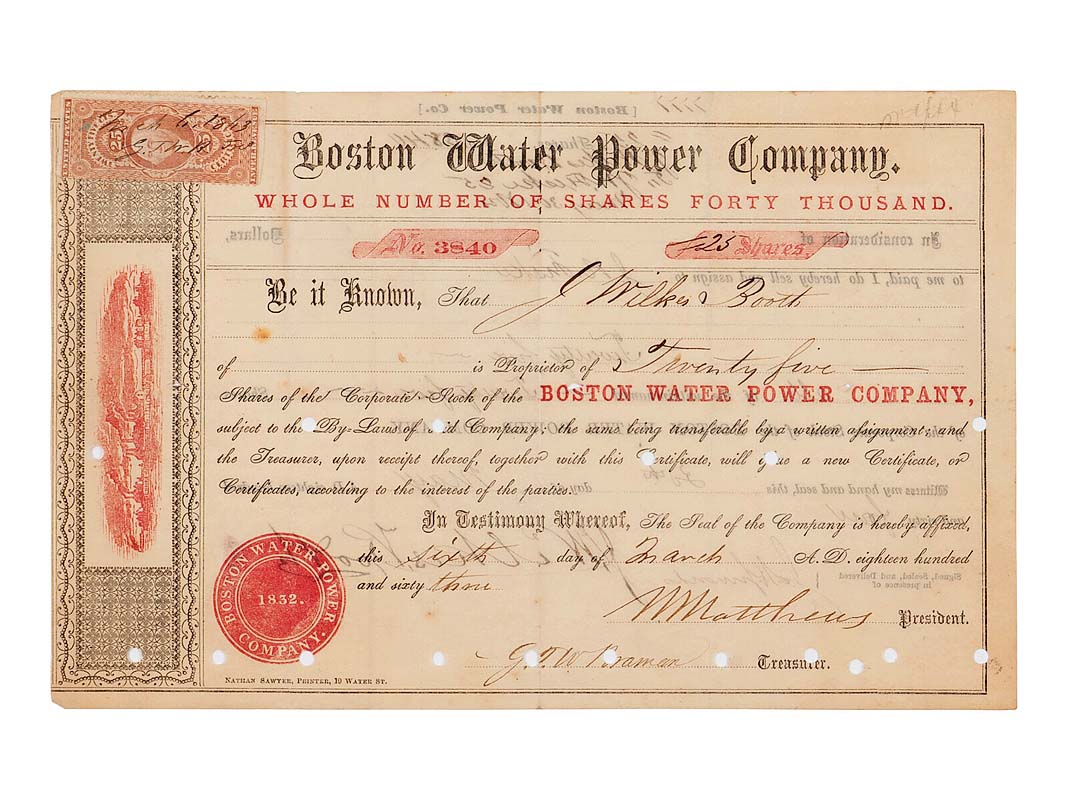 Boston Water Power Company.
WHOLE NUMBER OF SHARES FORTY THOUSAND.
No. 3840 25 Shares.
Be it Known, That J Wilkes Booth
of is Proprietor of Twenty five —
Shares of the Corporate Stock of the BOSTON WATER POWER COMPANY,
subject to the By-Laws of said Company; the same being transferable by a written assignment; and
the Treasurer, upon receipt thereof, together with this Certificate, will issue a new Certificate, or
Certificates, according to the interest of the parties.
In Testimony Whereof, The Seal of the Company is hereby affixed,
this sixth day of March A. D. eighteen hundred
and sixty three
BOSTON WATER POWER COMPANY.
1832.
President.
G T W Braman Treasurer.
NATHAN SAWYER, PRINTER, 19 WATER ST.